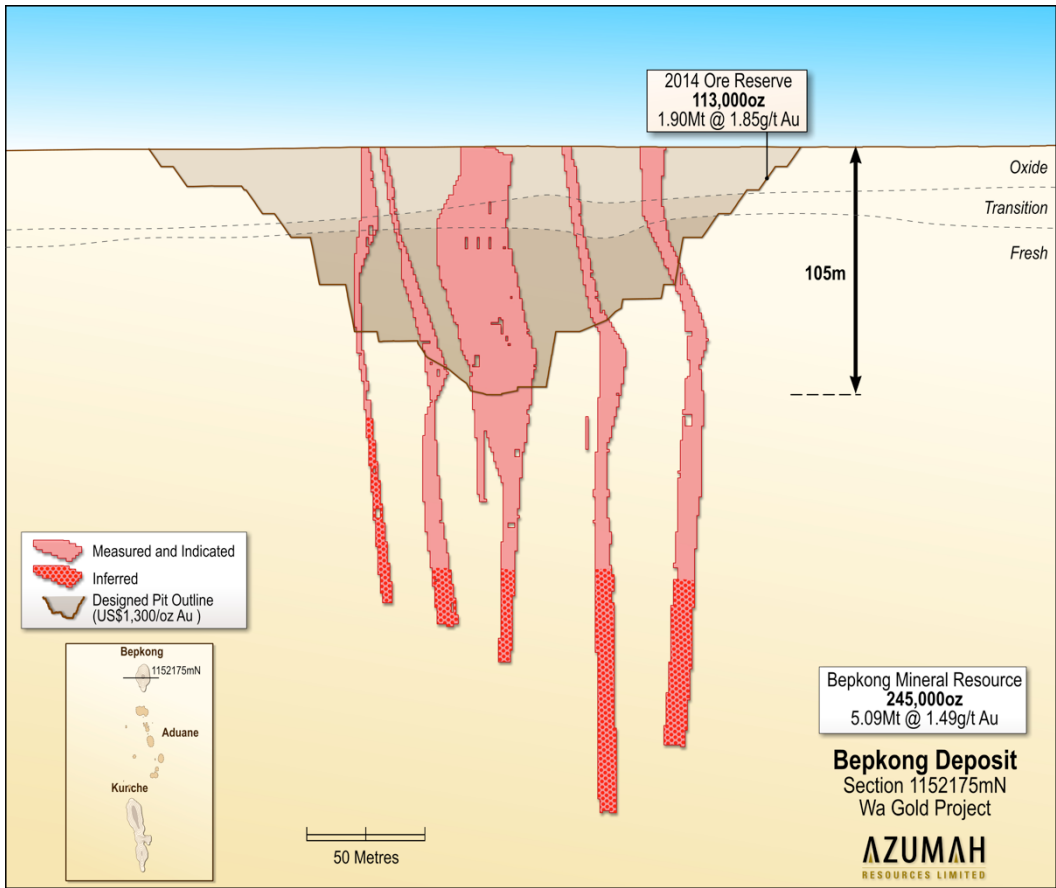 2014 Ore Reserve
113,000oz
1.90Mt @ 1.85g/t Au
Oxide
Transition
Fresh
105m
Measured and Indicated
Inferred
Designed Pit Outline
(US$1,300/oz Au )
Bepkong
1152175mN
Aduane
Kunche
50 Metres
Bepkong Mineral Resource
245,000oz
5.09Mt @ 1.49g/t Au
Bepkong Deposit
Section 1152175mN
Wa Gold Project
AZUMAH
RESOURCES LIMITED